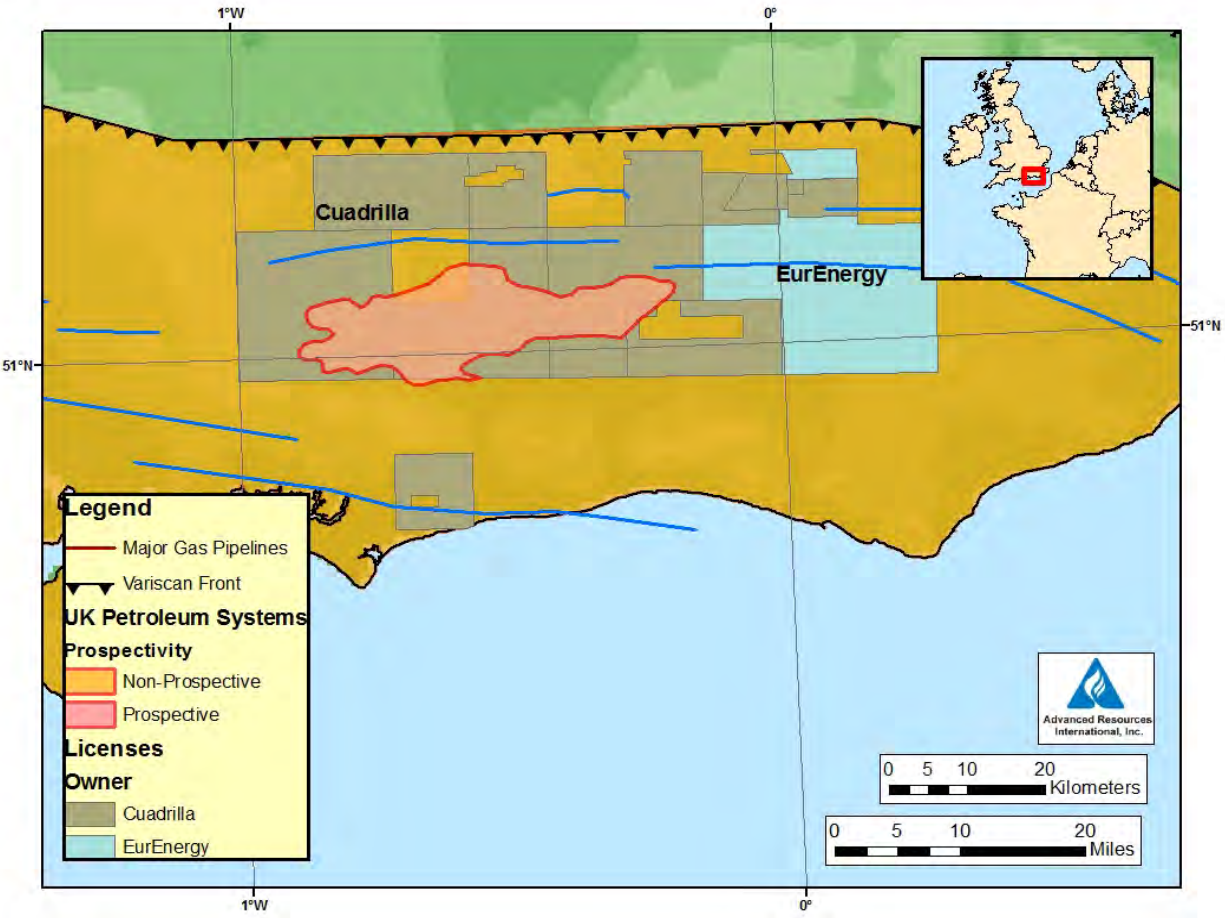 1°W 0°
Cuadrilla
EurEnergy
51°N
51°N
Legend
Major Gas Pipelines
Variscan Front
UK Petroleum Systems
Prospectivity
Non-Prospective
Prospective
Licenses
Owner
Cuadrilla
EurEnergy
Advanced Resources
International, Inc.
0 5 10 20
Kilometers
0 5 10 20
Miles
1°W 0°